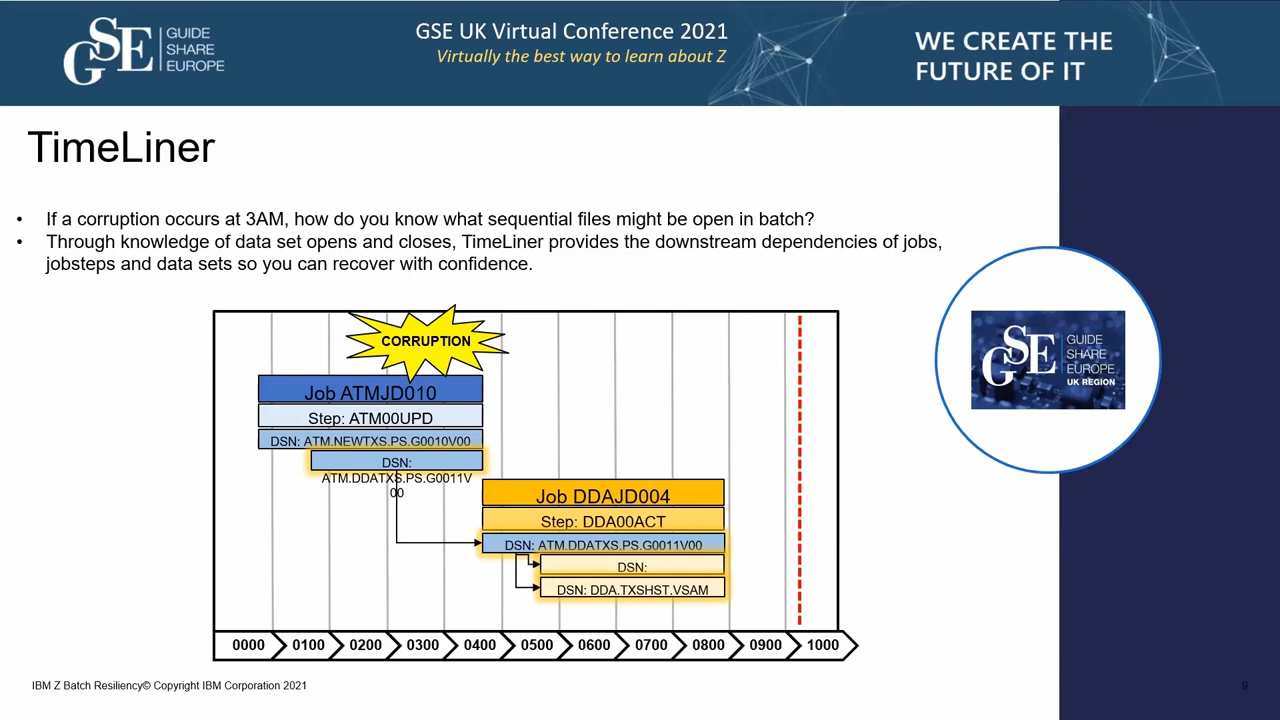 GSE
GUIDE
SHARE
EUROPE
GSE UK Virtual Conference 2021
Virtually the best way to learn about Z
WE CREATE THE
FUTURE OF IT
TimeLiner
• If a corruption occurs at 3AM, how do you know what sequential files might be open in batch?
• Through knowledge of data set opens and closes, TimeLiner provides the downstream dependencies of jobs,
jobsteps and data sets so you can recover with confidence.
CORRUPTION
Job ATMJD010
Step: ATM00UPD
DSN: ATM.NEWTXS.PS.G0010V00
DSN:
ATM.DDATXS.PS.G0011V
00
Job DDAJD004
Step: DDA00ACT
DSN: ATM.DDATXS.PS.G0011V00
DSN:
DSN: DDA.TXSHST.VSAM
0000 0100 0200 0300 0400 0500 0600 0700 0800 0900 1000
GSE
GUIDE
SHARE
EUROPE
UK REGION
IBM Z Batch Resiliency© Copyright IBM Corporation 2021
9